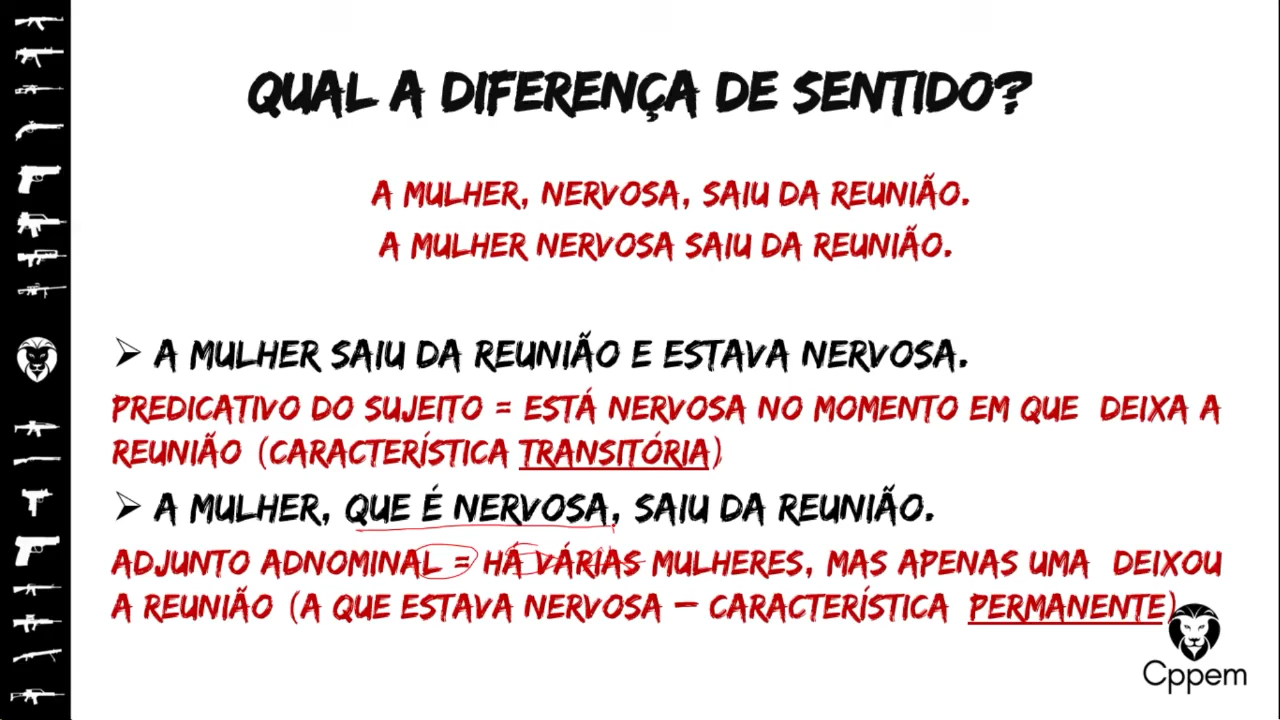 QUAL A DIFERENÇA DE SENTIDO?
A MULHER, NERVOSA, SAIU DA REUNIÃO.
A MULHER NERVOSA SAIU DA REUNIÃO.
➢ A MULHER SAIU DA REUNIÃO E ESTAVA NERVOSA.
PREDICATIVO DO SUJEITO = ESTÁ NERVOSA NO MOMENTO EM QUE DEIXA A
REUNIÃO (CARACTERÍSTICA TRANSITÓRIA)
➢ A MULHER, QUE É NERVOSA, SAIU DA REUNIÃO.
ADJUNTO ADNOMINAL = HÁ VÁRIAS MULHERES, MAS APENAS UMA DEIXOU
A REUNIÃO (A QUE ESTAVA NERVOSA – CARACTERÍSTICA PERMANENTE)
Cppem